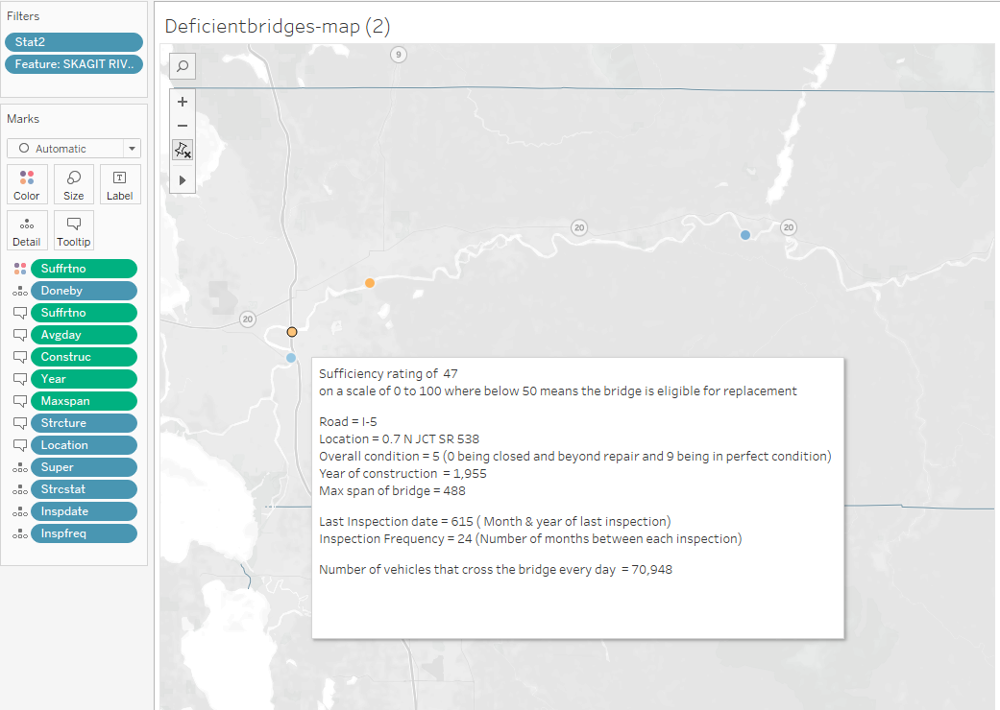 Filters
Stat2
Feature: SKAGIT RIV..
Marks
Automatic
Color
Size
Label
Detail
Tooltip
Suffrtno
Doneby
Suffrtno
Avgday
Construc
Year
Maxspan
Strcture
Location
Super
Strcstat
Inspdate
Inspfreq
Deficientbridges-map (2)
9
20
20
20
Sufficiency rating of 47
on a scale of 0 to 100 where below 50 means the bridge is eligible for replacement
Road = I-5
Location = 0.7 N JCT SR 538
Overall condition = 5 (0 being closed and beyond repair and 9 being in perfect condition)
Year of construction = 1,955
Max span of bridge = 488
Last Inspection date = 615 ( Month & year of last inspection)
Inspection Frequency = 24 (Number of months between each inspection)
Number of vehicles that cross the bridge every day = 70,948